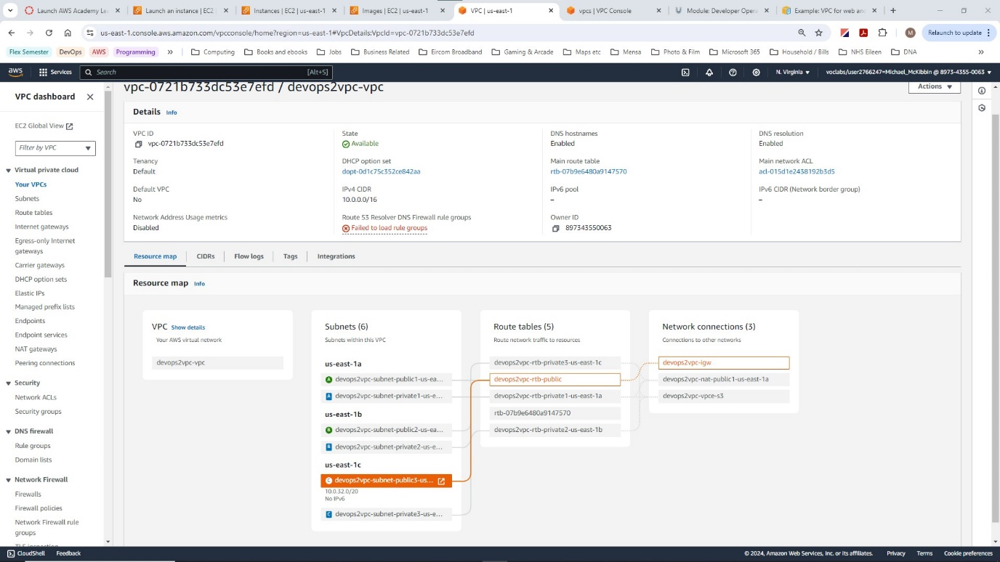 Launch AWS Academy Le
Launch an instance | EC2
Instances | EC2 | us-east-1
Images | EC2 | us-east-1
VPC | us-east-1
vpcs | VPC Console
Module: Developer Oper
Example: VPC for web an
us-east-1.console.aws.amazon.com/vpcconsole/home?region=us-east-1#VpcDetails:VpcId=vpc-0721b733dc53e7efd
M
Relaunch to update
Flex Semester
DevOps
AWS
Programming
Computing
Books and ebooks
Jobs
Business Related
Eircom Broadband
Gaming & Arcade
Maps etc
Mensa
Photo & Film
Microsoft 365
Household / Bills
NHS Eileen
DNA
aws
Services
Search
[Alt+S]
N. Virginia
voclabs/user2766247=Michael_McKibbin @ 8973-4355-0063
VPC dashboard
EC2 Global View
Filter by VPC
Virtual private cloud
Your VPCs
Subnets
Route tables
Internet gateways
Egress-only Internet
gateways
Carrier gateways
DHCP option sets
Elastic IPs
Managed prefix lists
Endpoints
Endpoint services
NAT gateways
Peering connections
Security
Network ACLs
Security groups
DNS firewall
Rule groups
Domain lists
Network Firewall
Firewalls
Firewall policies
Network Firewall rule
groups
TLS inspection
vpc-0721b733dc53e7efd / devops2vpc-vpc
Actions
Details
Info
VPC ID
vpc-0721b733dc53e7efd
State
Available
DNS hostnames
Enabled
DNS resolution
Enabled
Tenancy
Default
DHCP option set
dopt-0d1c75c352ce842aa
Main route table
rtb-07b9e6480a9147570
Main network ACL
acl-015d1e2438192b3d5
Default VPC
No
IPv4 CIDR
10.0.0.0/16
IPv6 pool
–
IPv6 CIDR (Network border group)
–
Network Address Usage metrics
Disabled
Route 53 Resolver DNS Firewall rule groups
Failed to load rule groups
Owner ID
897343550063
Resource map
CIDRs
Flow logs
Tags
Integrations
Resource map
Info
VPC
Show details
Your AWS virtual network
devops2vpc-vpc
Subnets (6)
Subnets within this VPC
us-east-1a
A devops2vpc-subnet-public1-us-ea...
A devops2vpc-subnet-private1-us-e...
us-east-1b
B devops2vpc-subnet-public2-us-ea...
B devops2vpc-subnet-private2-us-e...
us-east-1c
C devops2vpc-subnet-public3-us...
10.0.32.0/20
No IPv6
C devops2vpc-subnet-private3-us-e...
Route tables (5)
Route network traffic to resources
devops2vpc-rtb-private3-us-east-1c
devops2vpc-rtb-public
devops2vpc-rtb-private1-us-east-1a
rtb-07b9e6480a9147570
devops2vpc-rtb-private2-us-east-1b
Network connections (3)
Connections to other networks
devops2vpc-igw
devops2vpc-nat-public1-us-east-1a
devops2vpc-vpce-s3
CloudShell
Feedback
© 2024, Amazon Web Services, Inc. or its affiliates.
Privacy
Terms
Cookie preferences